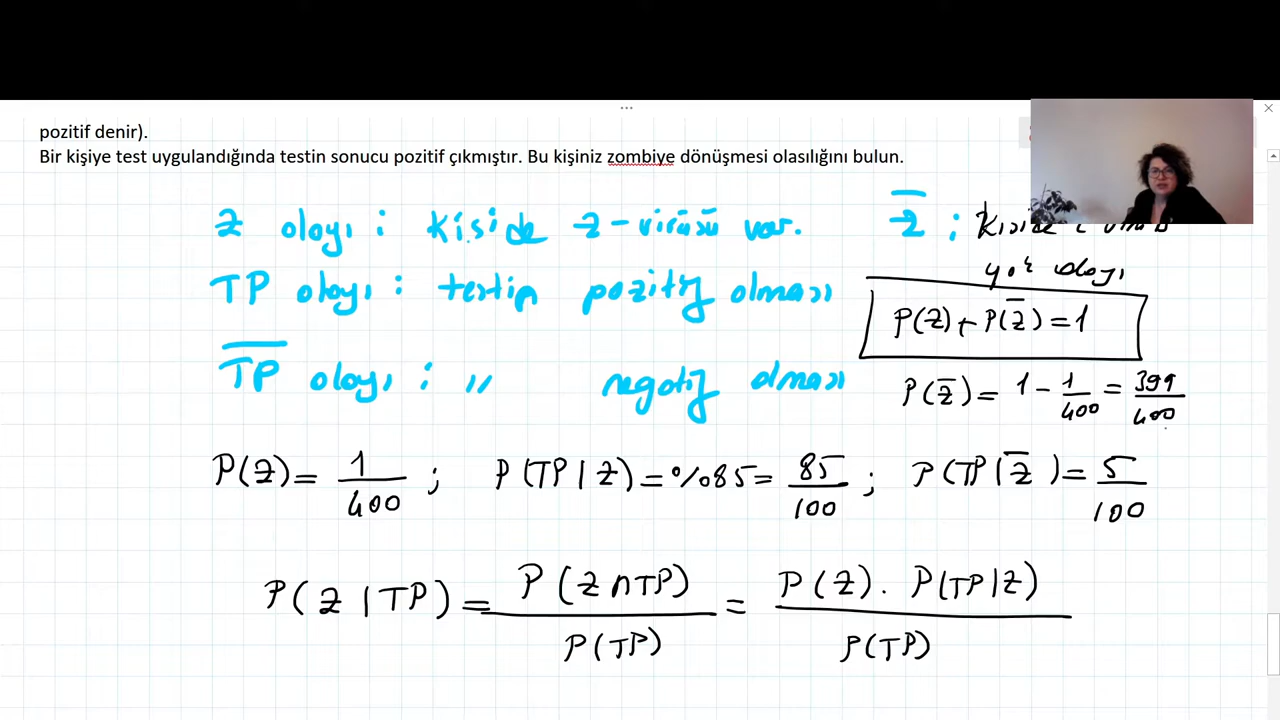 pozitif denir).
Bir kişiye test uygulandığında testin sonucu pozitif çıkmıştır. Bu kişiniz zombiye dönüşmesi olasılığını bulun.
Z olayı : kişide Z-virüsü var. Z̅ ; kişide
yok olayı
TP olayı : testin pozitif olması
P(Z)+P(Z̅)=1
T̅P̅ olayı : " negatif olması
P(Z̅)= 1 - 1/400 = 399/400
P(Z)= 1/400 ; P(TP|Z)=%85= 85/100 ; P(TP|Z̅)= 5/100
P(Z|TP)= P(Z∩TP)/P(TP) = P(Z).P(TP|Z)/P(TP)